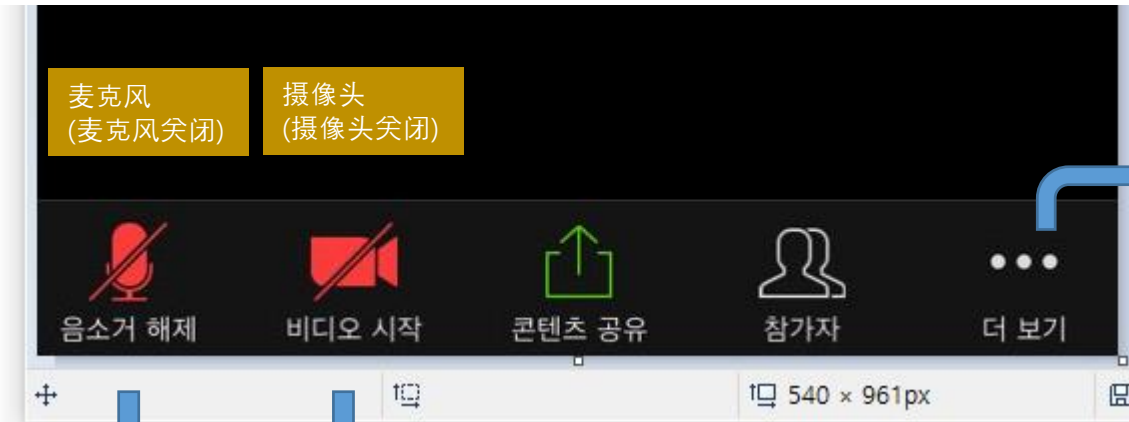 麦克风
(麦克风关闭)
摄像头
(摄像头关闭)
음소거 해제
비디오 시작
콘텐츠 공유
참가자
더 보기
540 × 961px